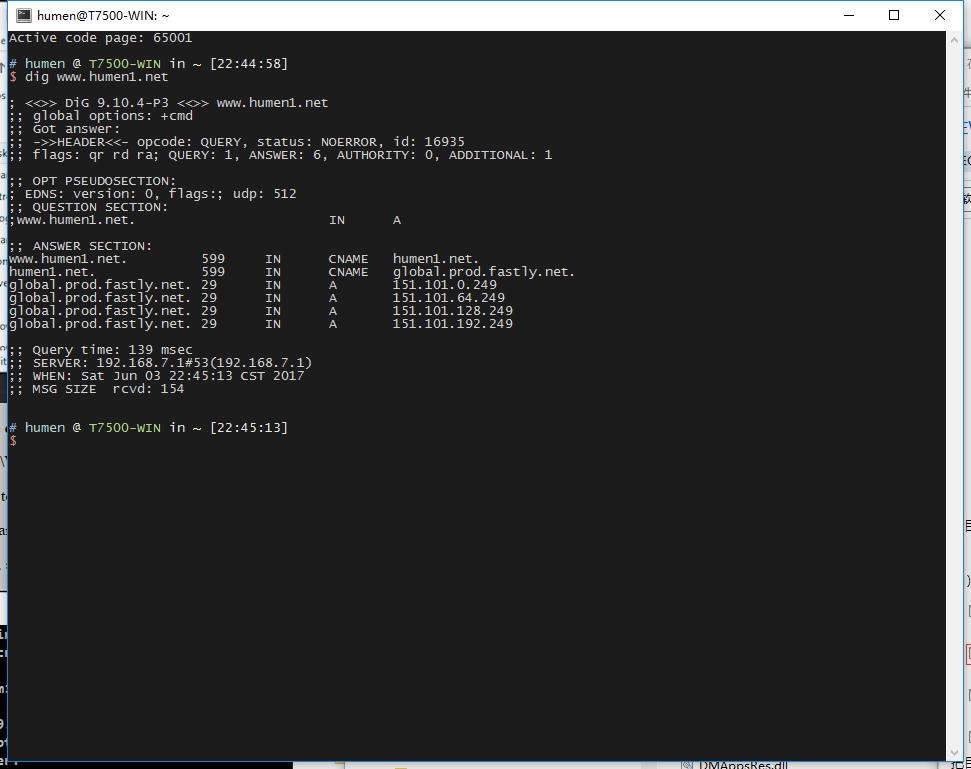 humen@T7500-WIN: ~
Active code page: 65001
# humen @ T7500-WIN in ~ [22:44:58]
$ dig www.humen1.net
; <<>> DiG 9.10.4-P3 <<>> www.humen1.net
;; global options: +cmd
;; Got answer:
;; ->>HEADER<<- opcode: QUERY, status: NOERROR, id: 16935
;; flags: qr rd ra; QUERY: 1, ANSWER: 6, AUTHORITY: 0, ADDITIONAL: 1
;; OPT PSEUDOSECTION:
; EDNS: version: 0, flags:; udp: 512
;; QUESTION SECTION:
;www.humen1.net. IN A
;; ANSWER SECTION:
www.humen1.net. 599 IN CNAME humen1.net.
humen1.net. 599 IN CNAME global.prod.fastly.net.
global.prod.fastly.net. 29 IN A 151.101.0.249
global.prod.fastly.net. 29 IN A 151.101.64.249
global.prod.fastly.net. 29 IN A 151.101.128.249
global.prod.fastly.net. 29 IN A 151.101.192.249
;; Query time: 139 msec
;; SERVER: 192.168.7.1#53(192.168.7.1)
;; WHEN: Sat Jun 03 22:45:13 CST 2017
;; MSG SIZE  rcvd: 154
# humen @ T7500-WIN in ~ [22:45:13]
$
DMAppsRes.dll